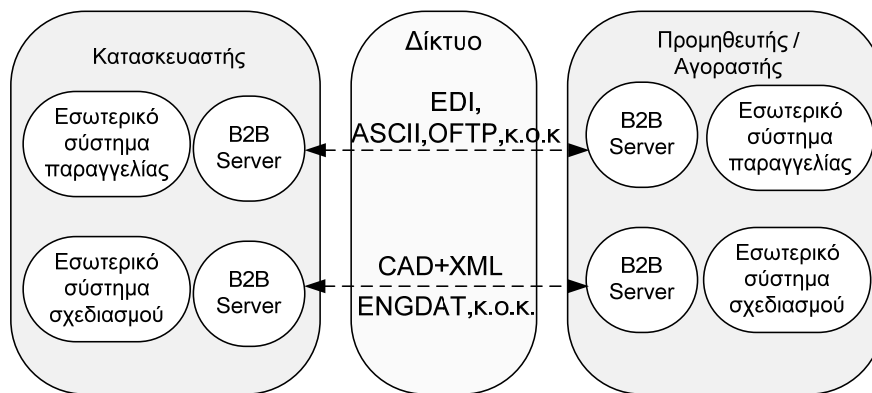 Κατασκευαστής
Εσωτερικό
σύστημα
παραγγελίας
B2B
Server
Εσωτερικό
σύστημα
σχεδιασμού
B2B
Server
Δίκτυο
EDI,
ASCII,OFTP,κ.ο.κ
CAD+XML
ENGDAT,κ.ο.κ.
Προμηθευτής /
Αγοραστής
B2B
Server
Εσωτερικό
σύστημα
παραγγελίας
B2B
Server
Εσωτερικό
σύστημα
σχεδιασμού